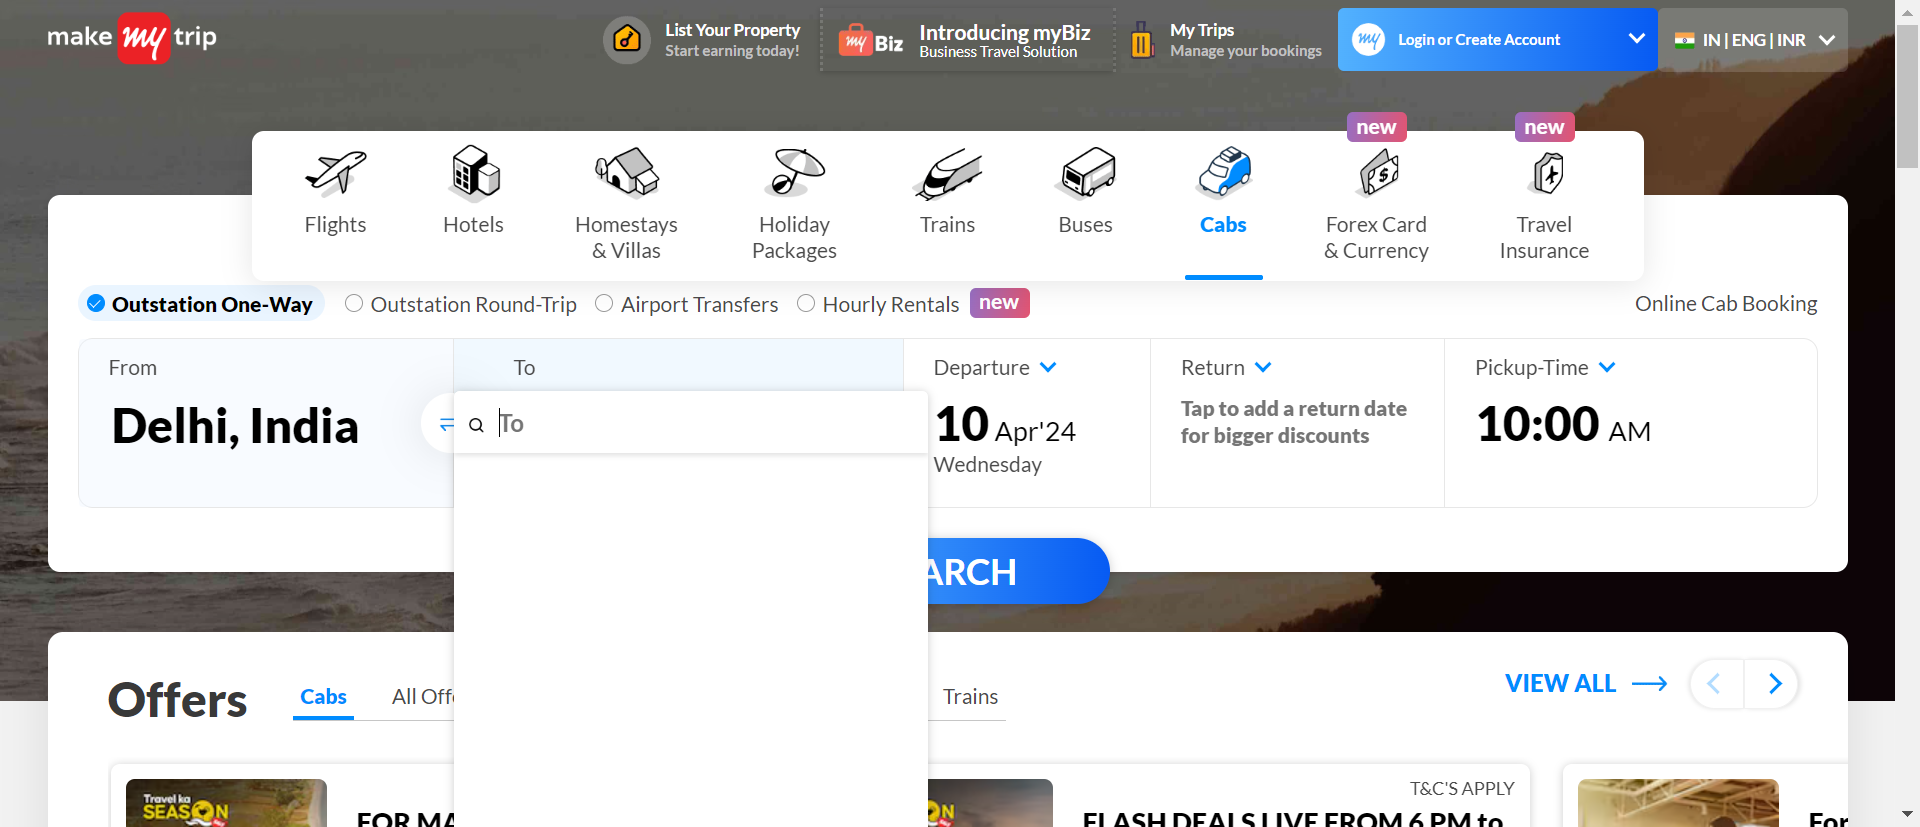 make my trip
List Your Property
Start earning today!
my Biz
Introducing myBiz
Business Travel Solution
My Trips
Manage your bookings
my
Login or Create Account
IN | ENG | INR
new
new
Flights
Hotels
Homestays
& Villas
Holiday
Packages
Trains
Buses
Cabs
Forex Card
& Currency
Travel
Insurance
Outstation One-Way
Outstation Round-Trip
Airport Transfers
Hourly Rentals
new
Online Cab Booking
From
Delhi, India
To
To
Departure
10 Apr'24
Wednesday
Return
Tap to add a return date
for bigger discounts
Pickup-Time
10:00 AM
ARCH
Offers
Cabs
All Off
Trains
VIEW ALL
Travel ka
SEASON
FOR MA
T&C'S APPLY
FLASH DEALS LIVE FROM 6 PM to
For